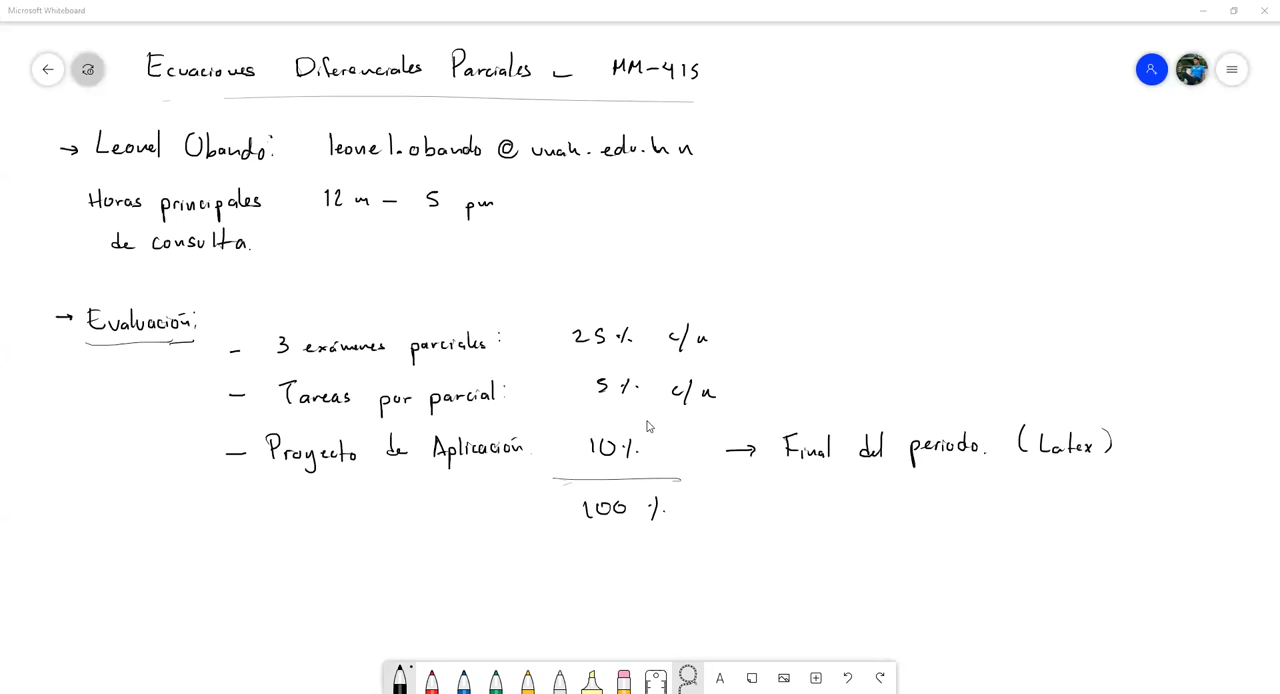 Microsoft Whiteboard
Ecuaciones Diferenciales Parciales - MM-415
→ Leonel Obando: leonel.obando@unah.edu.hn
Horas principales 12 m - 5 pm
de consulta.
→ Evaluación:
- 3 exámenes parciales: 25% c/u
- Tareas por parcial: 5% c/u
- Proyecto de Aplicación 10% → Final del periodo. (Latex)
100%
A